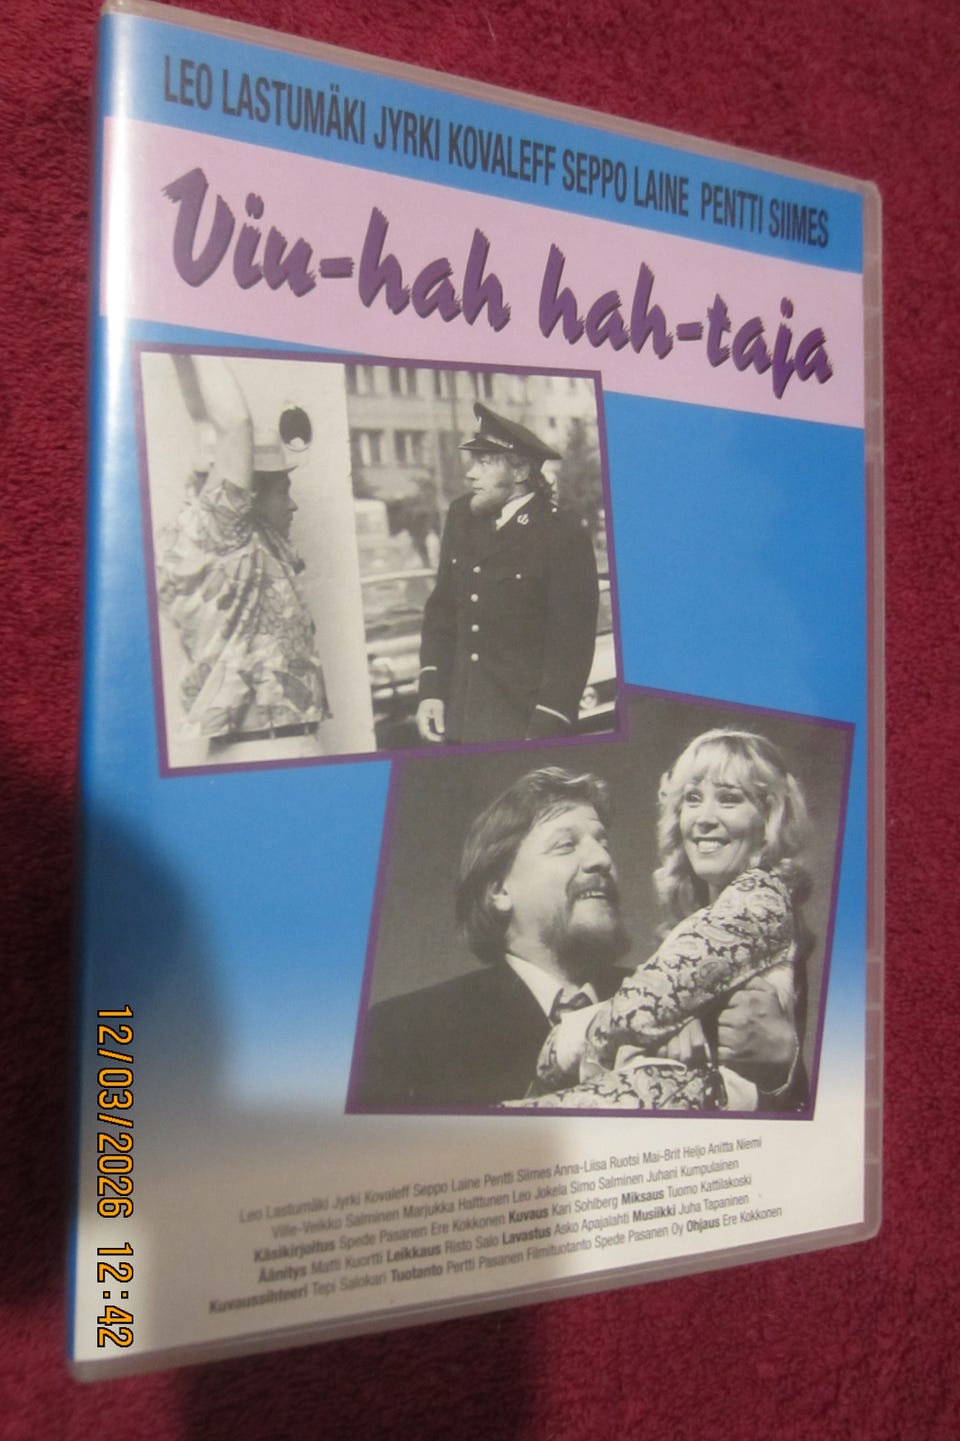 LEO LASTUMÄKI JYRKI KOVALEFF SEPPO LAINE PENTTI SIIMES
Viu-hah hah-taja
Leo Lastumäki Jyrki Kovaleff Seppo Laine Pentti Siimes Anna-Liisa Ruotsi Mai-Brit Heljo Anitta Niemi
Ville-Veikko Salminen Marjukka Halttunen Leo Jokela Simo Salminen Juhani Kumpulainen
Käsikirjoitus Spede Pasanen Ere Kokkonen Kuvaus Kari Sohlberg Miksaus Tuomo Kattilakoski
Äänitys Matti Kuortti Leikkaus Risto Salo Lavastus Asko Apajalahti Musiikki Juha Tapaninen
Kuvaussihteeri Tepi Salokari Tuotanto Pertti Pasanen Filmituotanto Spede Pasanen Oy Ohjaus Ere Kokkonen
12/03/2026 12:42